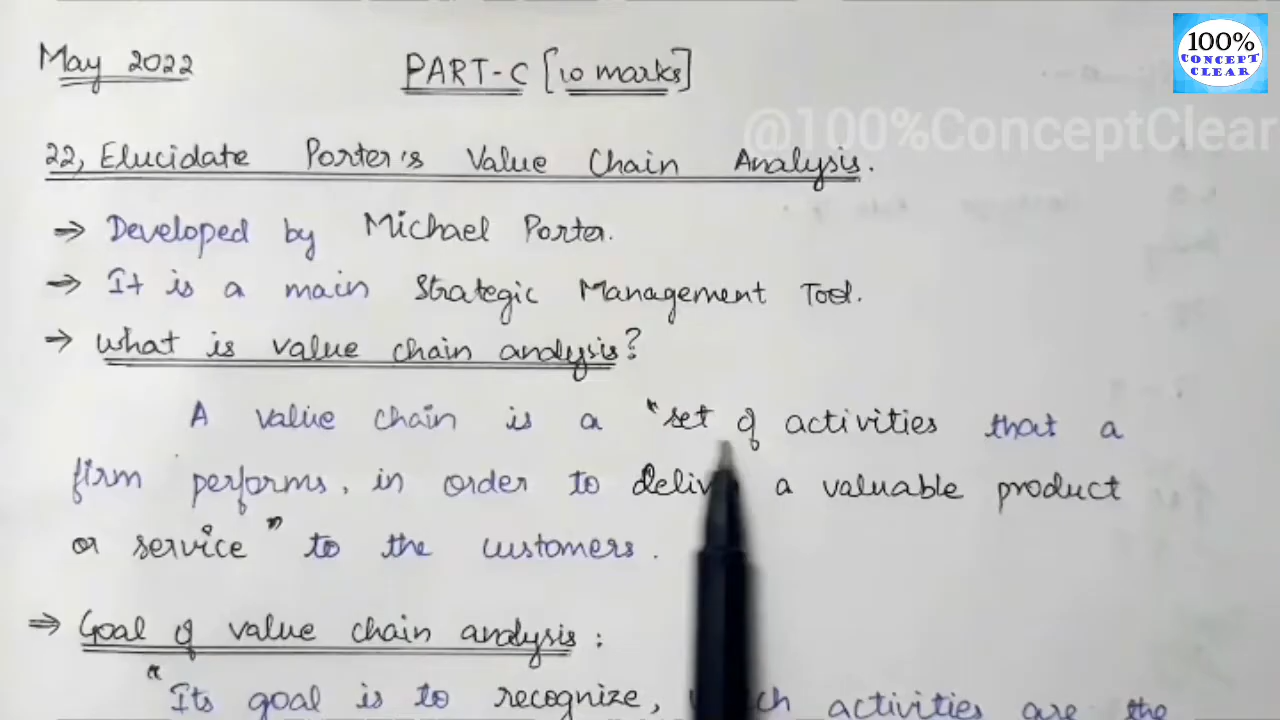 May 2022 PART-C [10 marks]
100%
CONCEPT
CLEAR
@100%ConceptClear
22, Elucidate Porter's Value Chain Analysis.
⇒ Developed by Michael Porter.
⇒ It is a main Strategic Management Tool.
⇒ What is value chain analysis?
A value chain is a "set of activities that a
firm performs, in order to a valuable product
or service" to the customers.
⇒ Goal of value chain analysis :
"Its goal is to recognize, activities are the